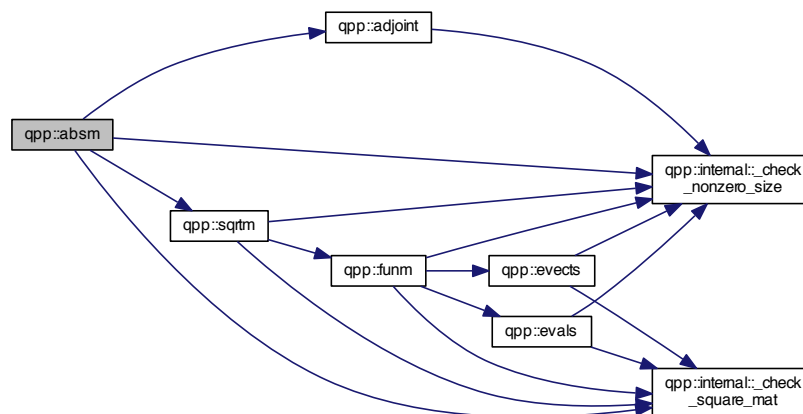 qpp::adjoint
qpp::absm
qpp::internal::_check
_nonzero_size
qpp::sqrtm
qpp::funm
qpp::evects
qpp::evals
qpp::internal::_check
_square_mat